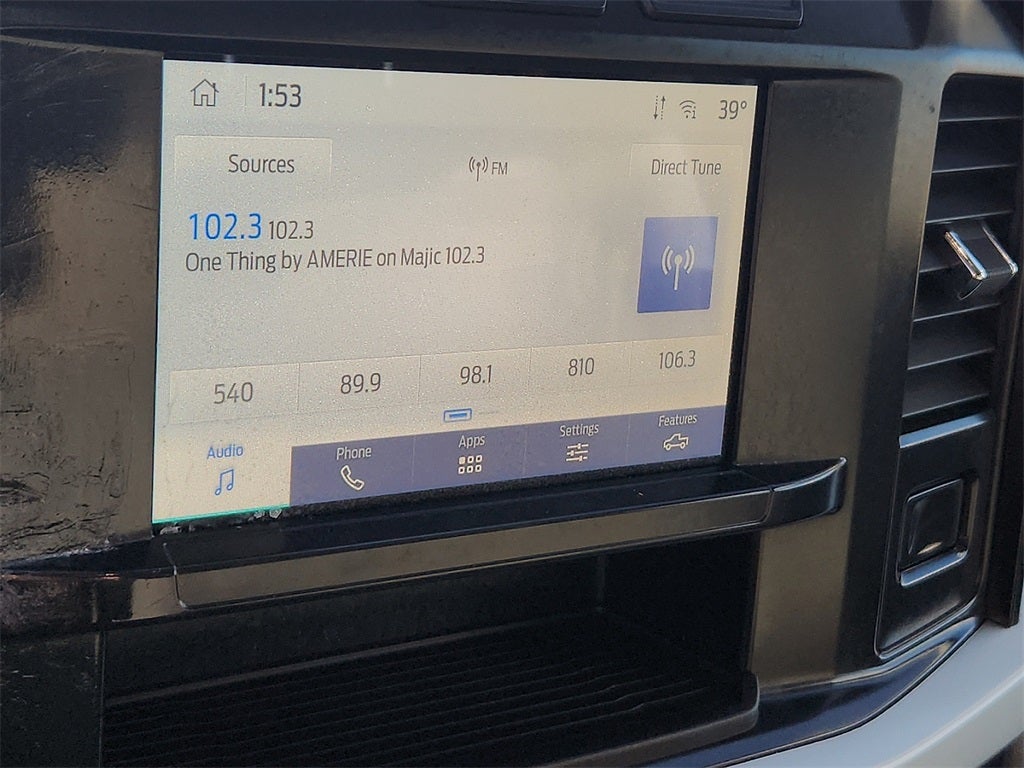 1:53
39°
Sources
FM
Direct Tune
102.3 102.3
One Thing by AMERIE on Majic 102.3
540
89.9
98.1
810
106.3
Audio
Phone
Apps
Settings
Features